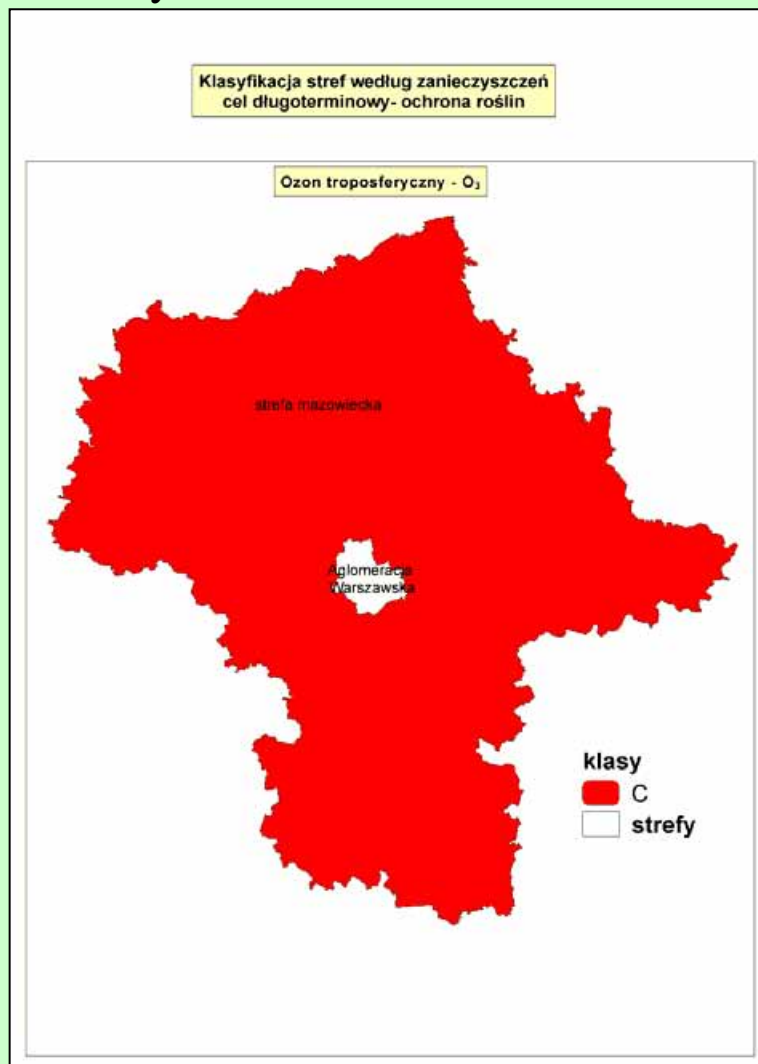 Klasyfikacja stref według zanieczyszczeń
cel długoterminowy- ochrona roślin
Ozon troposferyczny - O₃
strefa mazowiecka
Aglomeracja
Warszawska
klasy
C
strefy